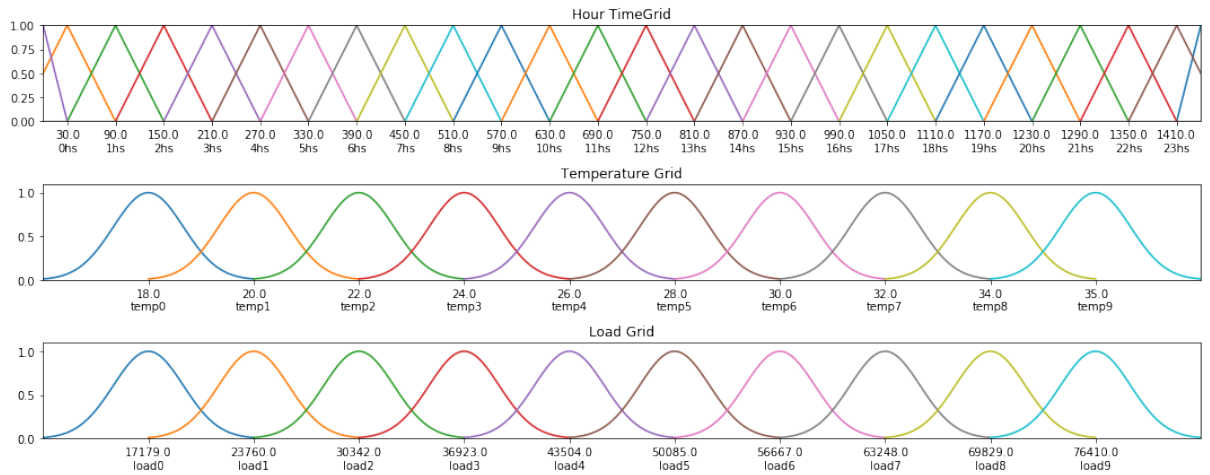 Hour TimeGrid
1.00
0.75
0.50
0.25
0.00
30.0 90.0 150.0 210.0 270.0 330.0 390.0 450.0 510.0 570.0 630.0 690.0 750.0 810.0 870.0 930.0 990.0 1050.0 1110.0 1170.0 1230.0 1290.0 1350.0 1410.0
0hs 1hs 2hs 3hs 4hs 5hs 6hs 7hs 8hs 9hs 10hs 11hs 12hs 13hs 14hs 15hs 16hs 17hs 18hs 19hs 20hs 21hs 22hs 23hs
Temperature Grid
1.0
0.5
0.0
18.0 20.0 22.0 24.0 26.0 28.0 30.0 32.0 34.0 35.0
temp0 temp1 temp2 temp3 temp4 temp5 temp6 temp7 temp8 temp9
Load Grid
1.0
0.5
0.0
17179.0 23760.0 30342.0 36923.0 43504.0 50085.0 56667.0 63248.0 69829.0 76410.0
load0 load1 load2 load3 load4 load5 load6 load7 load8 load9